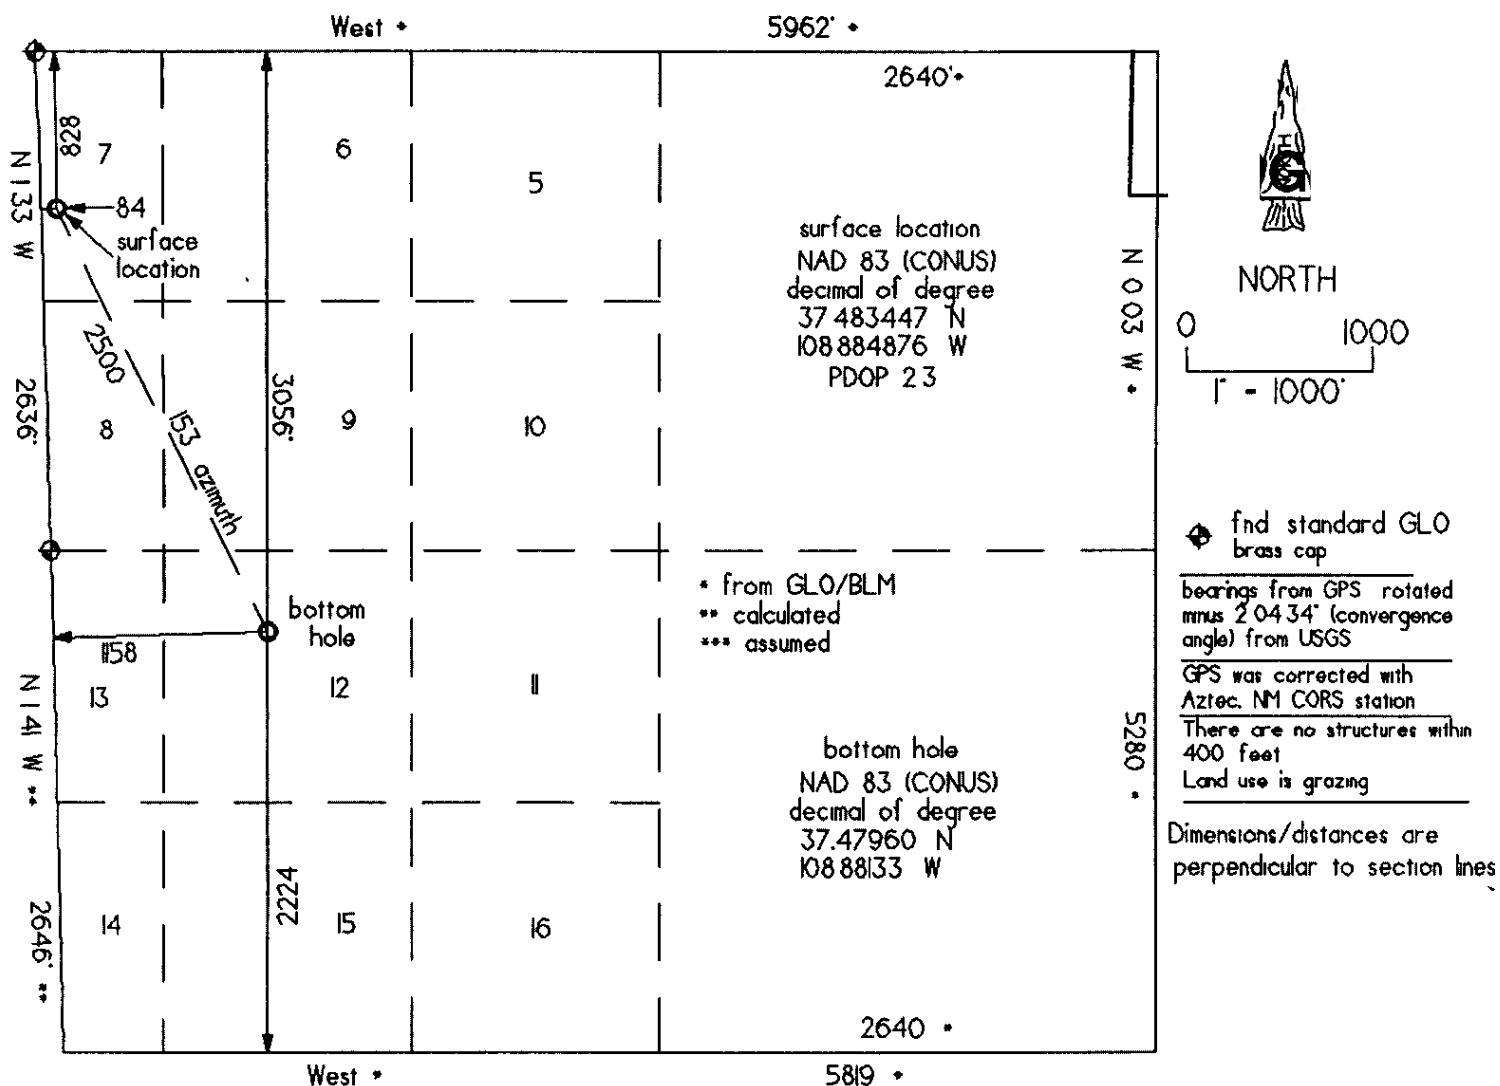 West *
5962' *
2640' *
828
7
6
5
N 1 33 W
84
surface
location
surface location
NAD 83 (CONUS)
decimal of degree
37 483447 N
108 884876 W
PDOP 2 3
N 0 03 W *
NORTH
NORTH
G
0
1000
1" - 1000'
2500
2636'
3056'
153 azimuth
8
9
10
fnd standard GLO
brass cap
bearings from GPS rotated
minus 2 04 34" (convergence
angle) from USGS
GPS was corrected with
Aztec, NM CORS station
There are no structures within
400 feet
Land use is grazing
Dimensions/distances are
perpendicular to section lines
* from GLO/BLM
** calculated
*** assumed
bottom
hole
1158
13
12
11
N 1 41 W **
5280 *
bottom hole
NAD 83 (CONUS)
decimal of degree
37.47960 N
108 88133 W
2224
2646' **
14
15
16
2640 *
West *
5819 *